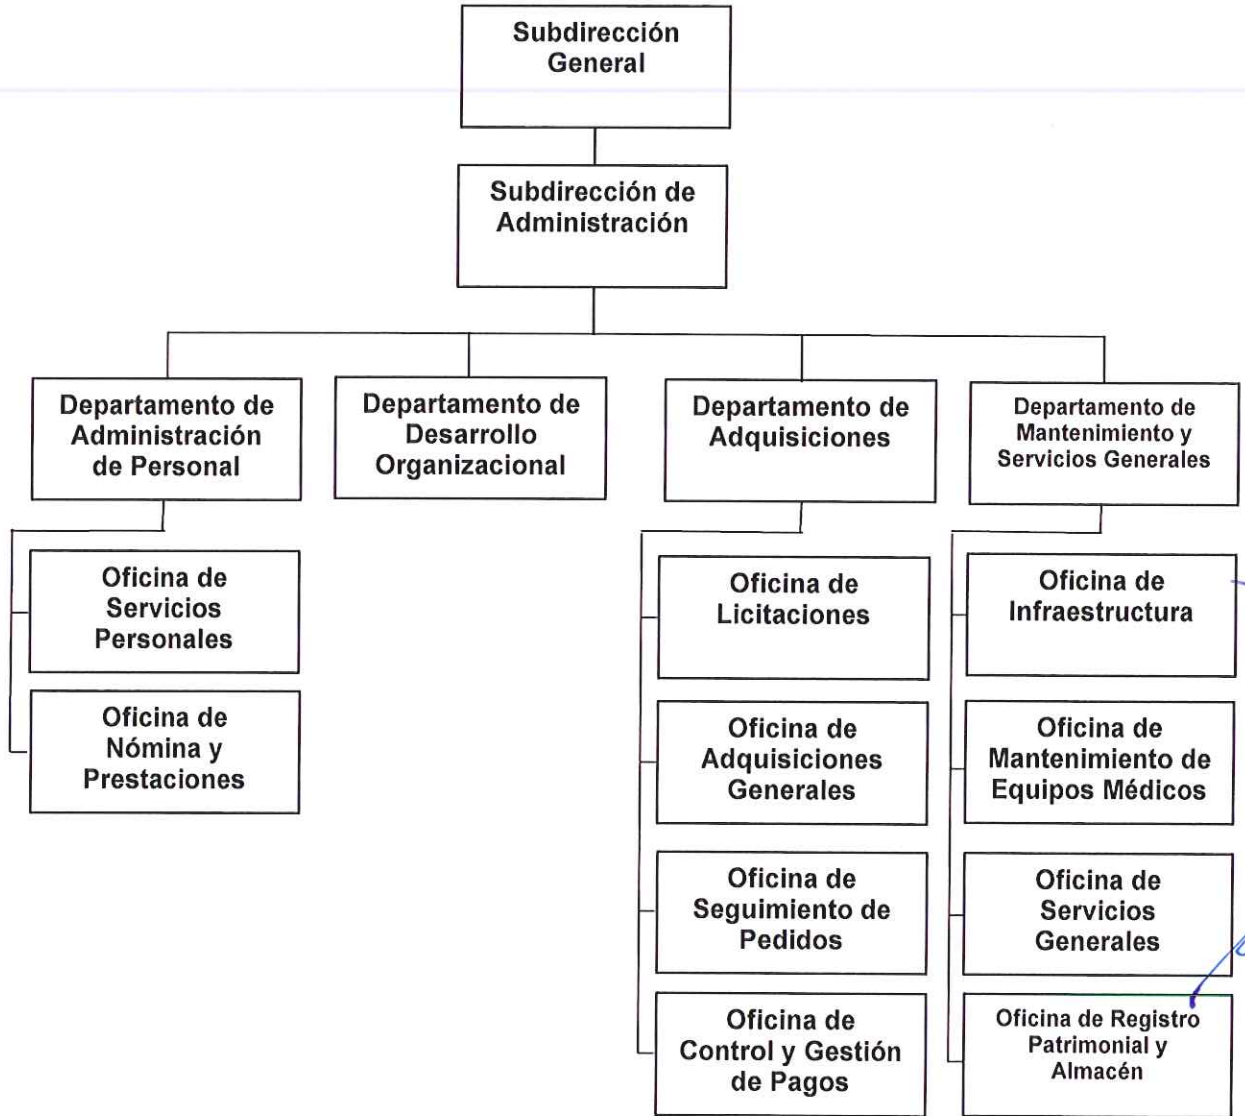 Subdirección
General
Subdirección de
Administración
Departamento de
Administración
de Personal
Departamento de
Desarrollo
Organizacional
Departamento de
Adquisiciones
Departamento de
Mantenimiento y
Servicios Generales
Oficina de
Servicios
Personales
Oficina de
Nómina y
Prestaciones
Oficina de
Licitaciones
Oficina de
Adquisiciones
Generales
Oficina de
Seguimiento de
Pedidos
Oficina de
Control y Gestión
de Pagos
Oficina de
Infraestructura
Oficina de
Mantenimiento de
Equipos Médicos
Oficina de
Servicios
Generales
Oficina de Registro
Patrimonial y
Almacén